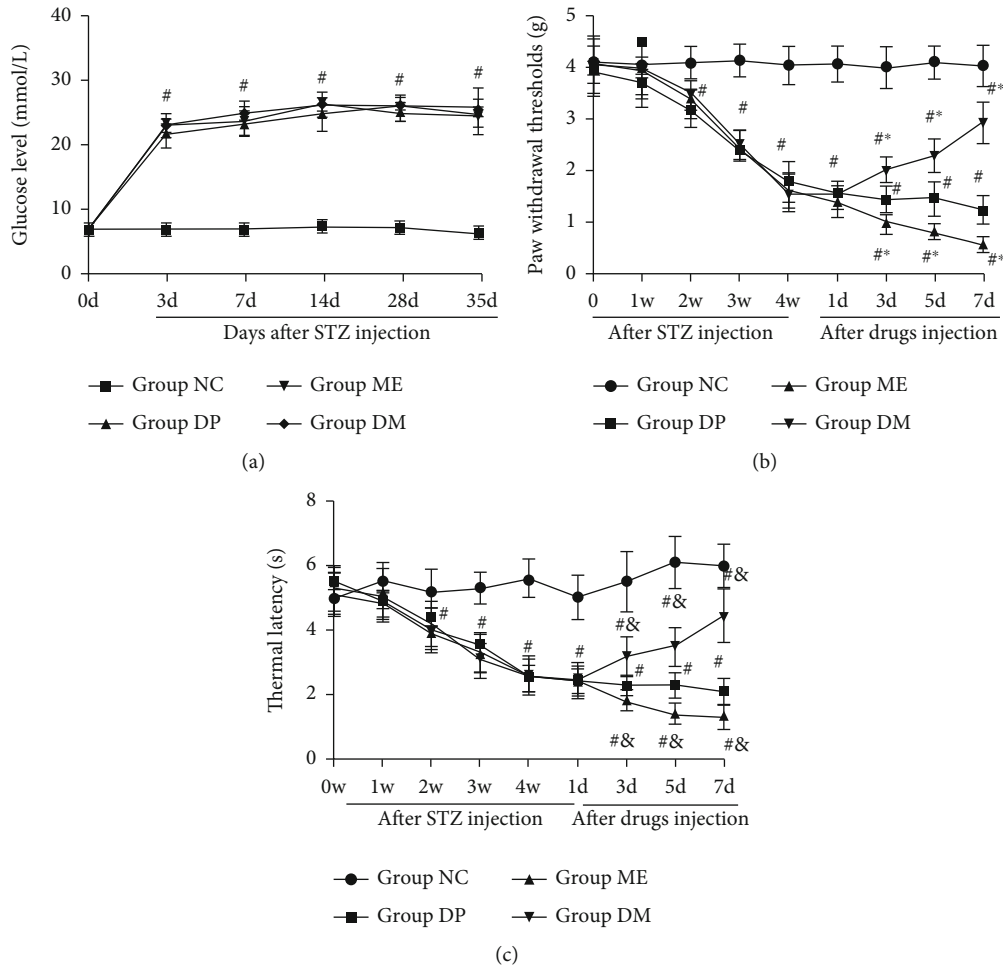 40
30
20
10
0
Glucose level (nmol/L)
# # # # #
0d 3d 7d 14d 28d 35d
Days after STZ injection
Group NC Group ME
Group DP Group DM
(a)
5
4
3
2
1
0
Paw withdrawal thresholds (g)
#*
# # # # #* #*
# # #
#* #* #*
0 1w 2w 3w 4w 1d 3d 5d 7d
After STZ injection After drugs injection
Group NC Group ME
Group DP Group DM
(b)
8
6
4
2
0
Thermal latency (s)
#&
#& #&
# # # # # # #
#& #& #&
0w 1w 2w 3w 4w 1d 3d 5d 7d
After STZ injection After drugs injection
Group NC Group ME
Group DP Group DM
(c)